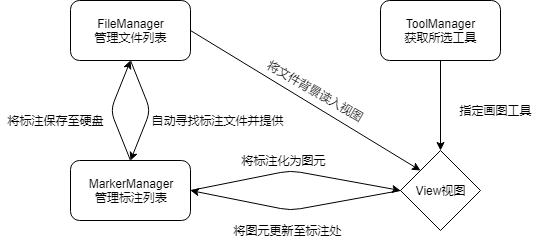 FileManager
管理文件列表
ToolManager
获取所选工具
将文件背景读入视图
将标注保存至硬盘
自动寻找标注文件并提供
指定画图工具
将标注化为图元
MarkerManager
管理标注列表
View视图
将图元更新至标注处